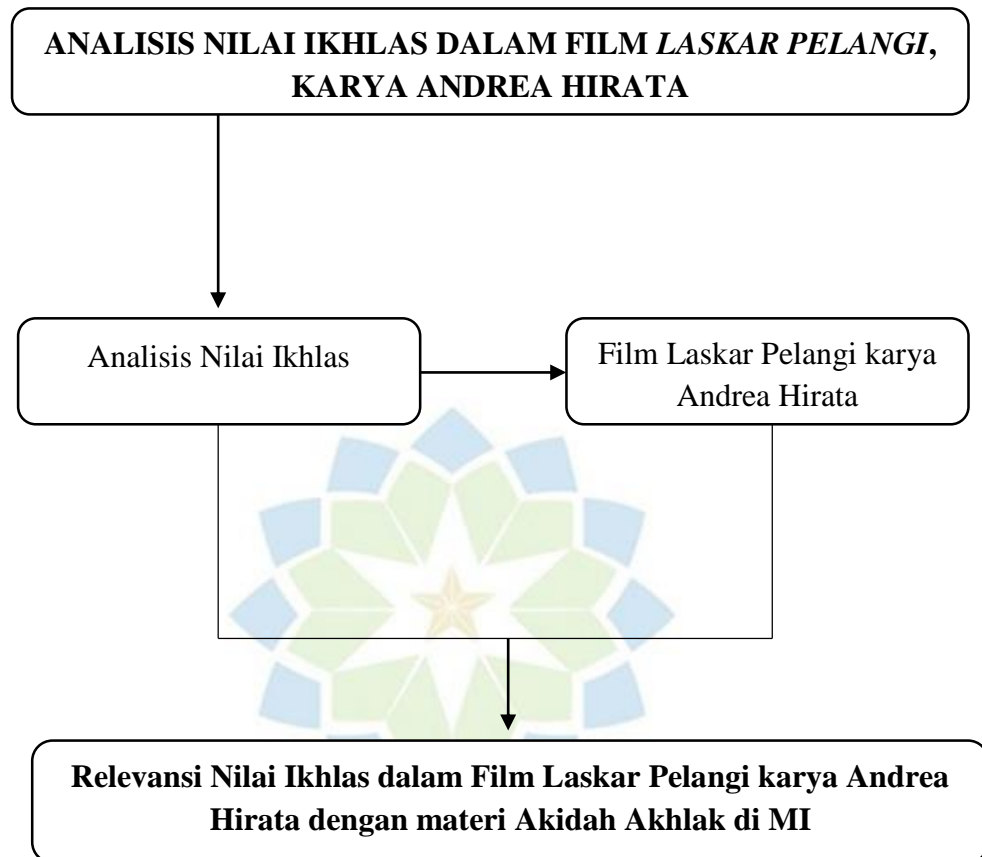 ANALISIS NILAI IKHLAS DALAM FILM LASKAR PELANGI,
KARYA ANDREA HIRATA
Analisis Nilai Ikhlas
Film Laskar Pelangi karya
Andrea Hirata
Relevansi Nilai Ikhlas dalam Film Laskar Pelangi karya Andrea
Hirata dengan materi Akidah Akhlak di MI